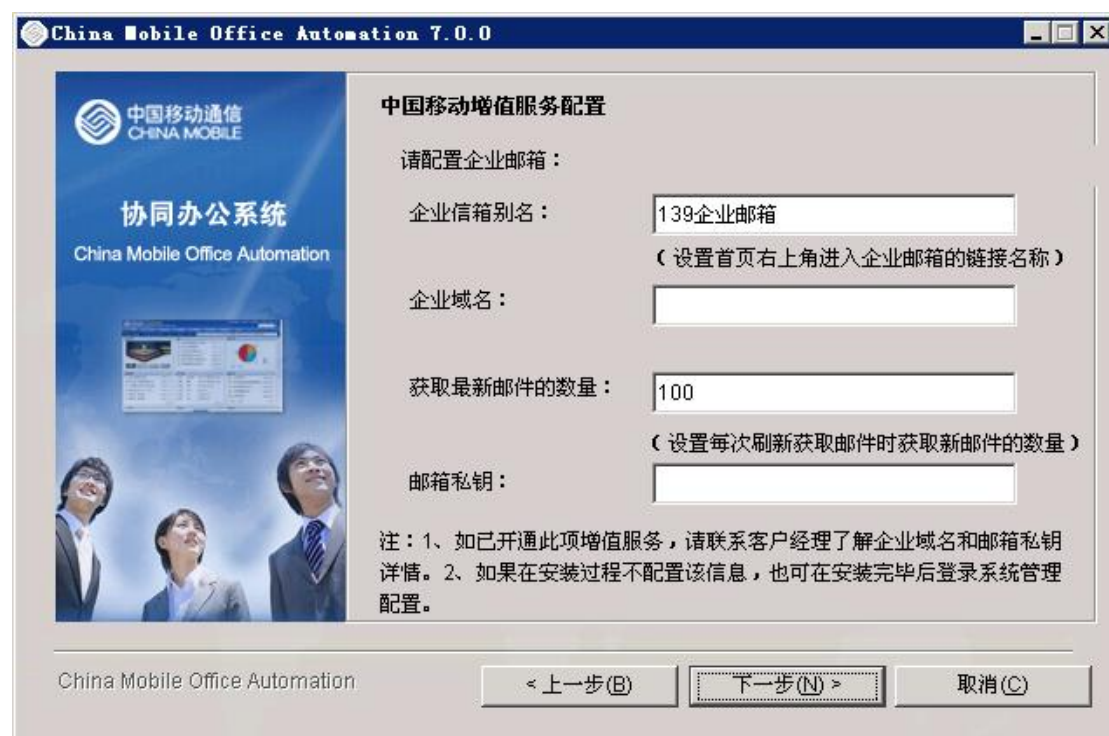 China Mobile Office Automation 7.0.0
中国移动通信
CHINA MOBILE
协同办公系统
China Mobile Office Automation
中国移动增值服务配置
请配置企业邮箱：
企业信箱别名：
139企业邮箱
（设置首页右上角进入企业邮箱的链接名称）
企业域名：
获取最新邮件的数量：
100
（设置每次刷新获取邮件时获取新邮件的数量）
邮箱私钥：
注：1、如已开通此项增值服务，请联系客户经理了解企业域名和邮箱私钥
详情。2、如果在安装过程不配置该信息，也可在安装完毕后登录系统管理
配置。
China Mobile Office Automation
<上一步(B)
下一步(N) >
取消(C)